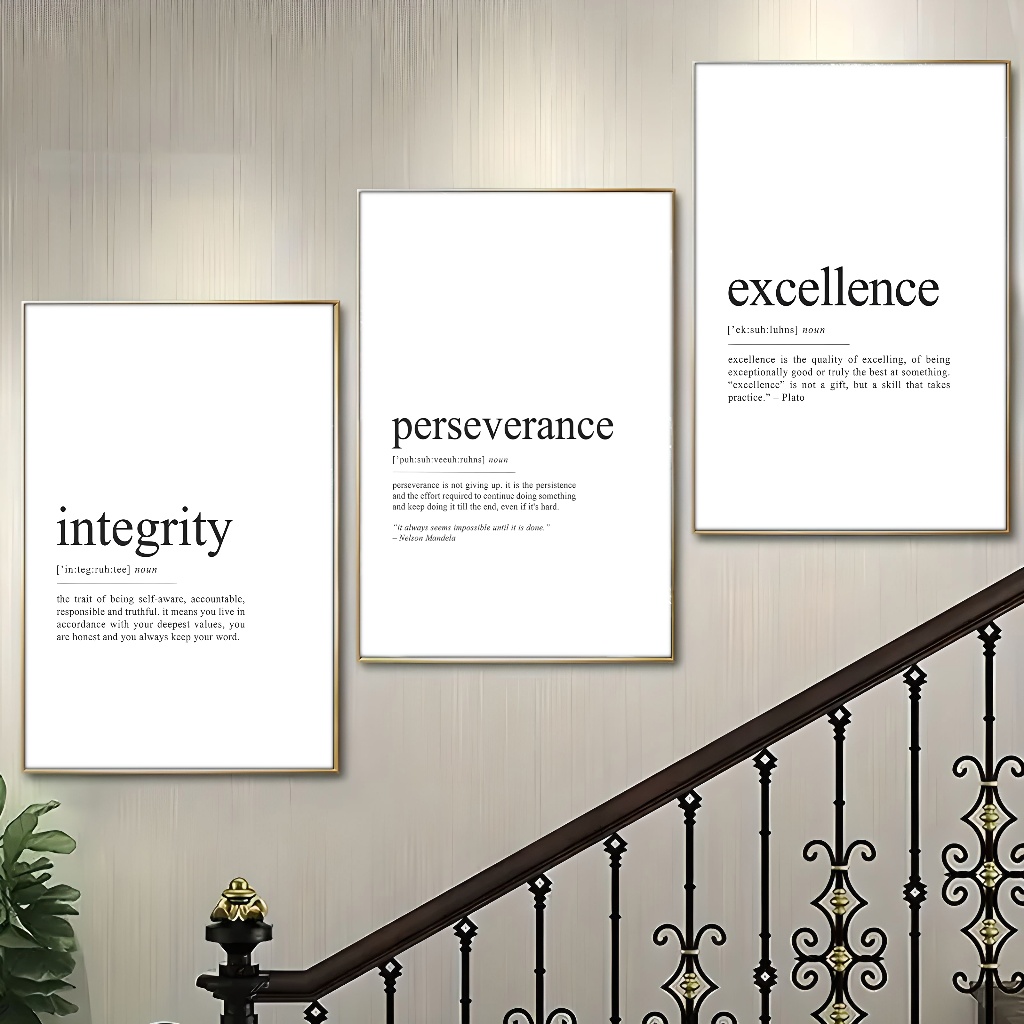 integrity
['in:teg:ruh:tee] noun
the trait of being self-aware, accountable,
responsible and truthful. it means you live in
accordance with your deepest values, you
are honest and you always keep your word.
perseverance
['puh:suh:veeuh:ruhns] noun
perseverance is not giving up. it is the persistence
and the effort required to continue doing something
and keep doing it till the end, even if it's hard.
"it always seems impossible until it is done."
– Nelson Mandela
excellence
['ek:suh:luhns] noun
excellence is the quality of excelling, of being
exceptionally good or truly the best at something.
“excellence” is not a gift, but a skill that takes
practice.” – Plato